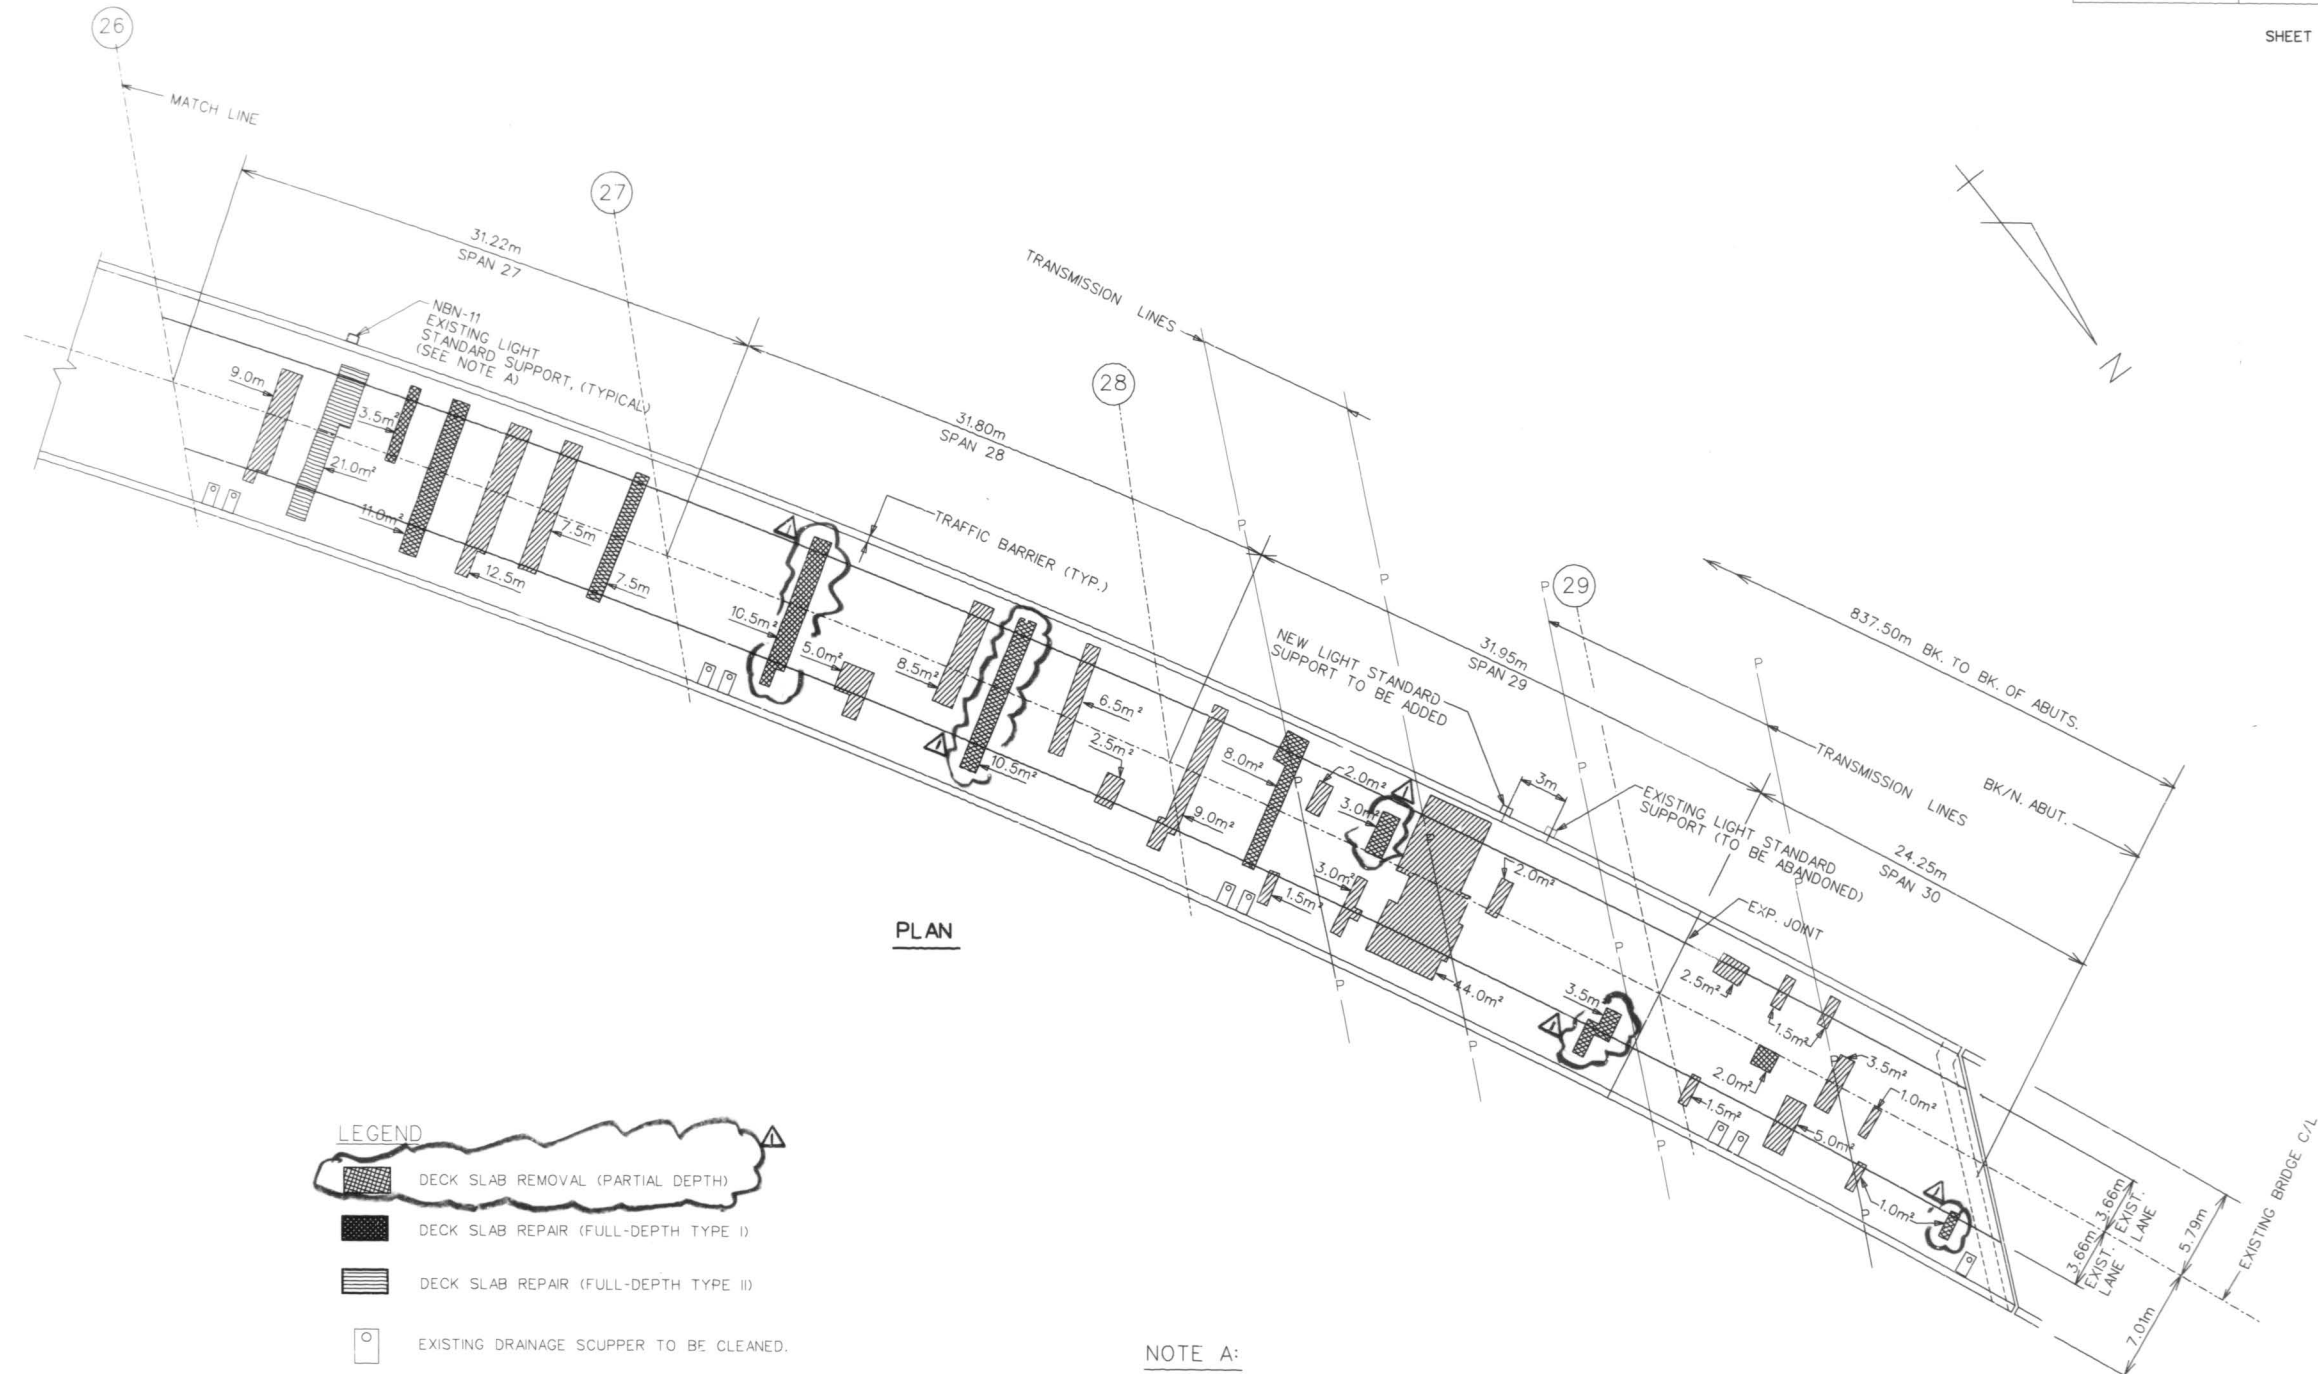 SHEET
26
MATCH LINE
27
31.22m
SPAN 27
NBN-11
EXISTING LIGHT
STANDARD SUPPORT, (TYPICAL)
(SEE NOTE A)
TRANSMISSION LINES
N
28
31.80m
SPAN 28
9.0m
3.5m²
21.0m²
11.0m²
12.5m
7.5m
7.5m
TRAFFIC BARRIER (TYP.)
10.5m²
5.0m²
8.5m²
10.5m²
6.5m²
2.5m²
P
P
P
29
837.50m BK. TO BK. OF ABUTS.
31.95m
SPAN 29
NEW LIGHT STANDARD
SUPPORT TO BE ADDED
3m
P
P
TRANSMISSION LINES
BK/N. ABUT.
EXISTING LIGHT STANDARD
SUPPORT (TO BE ABANDONED)
24.25m
SPAN 30
EXP. JOINT
9.0m²
8.0m²
P
2.0m²
3.0m²
1
P
1.5m²
3.0m²
2.0m²
44.0m²
P
P
P
P
P
P
3.5m
2.5m²
1.5m²
2.0m²
3.5m²
P
1.0m²
1.5m²
5.0m²
1.0m²
P
1
1
1
1
PLAN
3.66m
EXIST.
LANE
3.66m
EXIST.
LANE
5.79m
7.01m
EXISTING BRIDGE C/L
LEGEND
1
DECK SLAB REMOVAL (PARTIAL DEPTH)
DECK SLAB REPAIR (FULL-DEPTH TYPE I)
DECK SLAB REPAIR (FULL-DEPTH TYPE II)
EXISTING DRAINAGE SCUPPER TO BE CLEANED.
NOTE A: